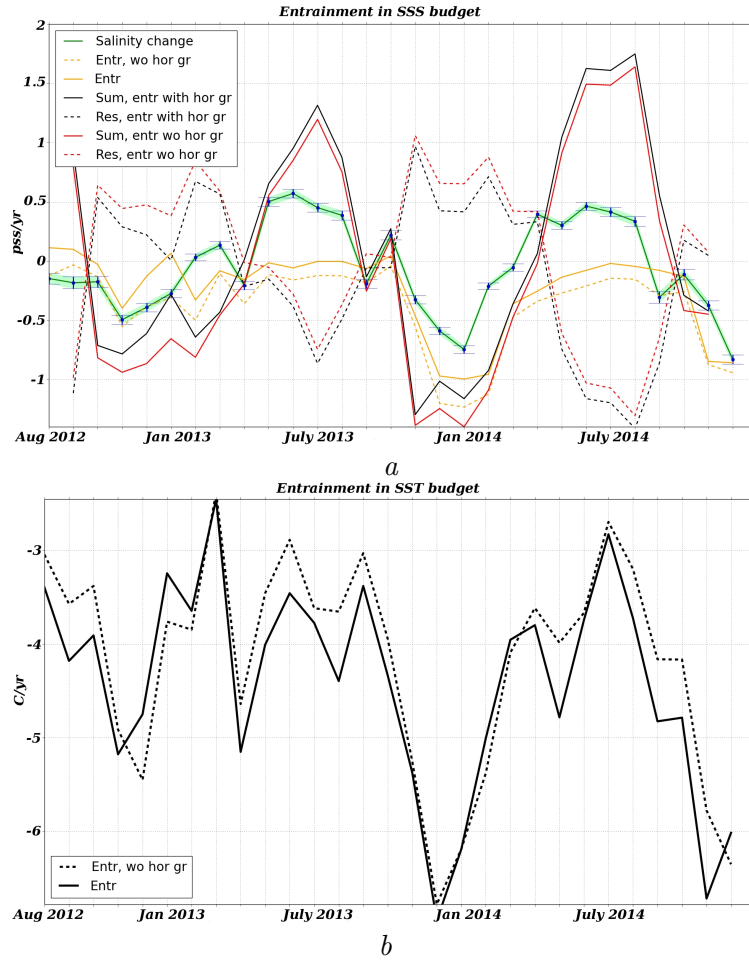 Entrainment in SSS budget
2
1.5
1
0.5
0
-0.5
-1
pss/yr
Salinity change
Entr, wo hor gr
Entr
Sum, entr with hor gr
Res, entr with hor gr
Sum, entr wo hor gr
Res, entr wo hor gr
Aug 2012 Jan 2013 July 2013 Jan 2014 July 2014
a
Entrainment in SST budget
-3
-4
-5
-6
C/yr
Entr, wo hor gr
Entr
Aug 2012 Jan 2013 July 2013 Jan 2014 July 2014
b